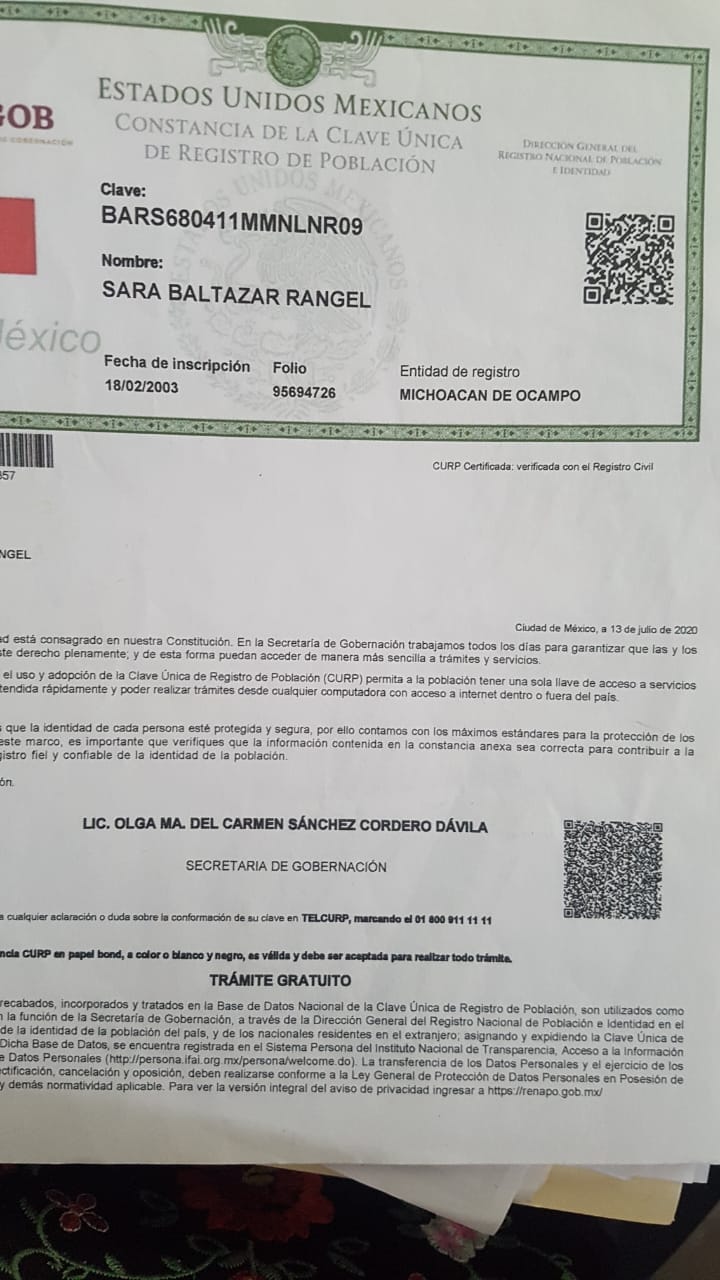 GOB
ESTADOS UNIDOS MEXICANOS
CONSTANCIA DE LA CLAVE ÚNICA
DE REGISTRO DE POBLACIÓN
DIRECCIÓN GENERAL DEL
REGISTRO NACIONAL DE POBLACIÓN
E IDENTIDAD
Clave:
BARS680411MMNLNR09
Nombre:
SARA BALTAZAR RANGEL
México
Fecha de inscripción
Folio
Entidad de registro
18/02/2003
95694726
MICHOACAN DE OCAMPO
CURP Certificada: verificada con el Registro Civil
357
NGEL
Ciudad de México, a 13 de julio de 2020
ad está consagrado en nuestra Constitución. En la Secretaría de Gobernación trabajamos todos los días para garantizar que las y los
ste derecho plenamente; y de esta forma puedan acceder de manera más sencilla a trámites y servicios.
el uso y adopción de la Clave Única de Registro de Población (CURP) permita a la población tener una sola llave de acceso a servicios
tendida rápidamente y poder realizar trámites desde cualquier computadora con acceso a internet dentro o fuera del país.
s que la identidad de cada persona esté protegida y segura, por ello contamos con los máximos estándares para la protección de los
este marco, es importante que verifiques que la información contenida en la constancia anexa sea correcta para contribuir a la
gistro fiel y confiable de la identidad de la población.
ón.
LIC. OLGA MA. DEL CARMEN SÁNCHEZ CORDERO DÁVILA
SECRETARIA DE GOBERNACIÓN
a cualquier aclaración o duda sobre la conformación de su clave en TELCURP, marcando el 01 800 911 11 11
ncia CURP en papel bond, a color o blanco y negro, es válida y debe ser aceptada para realizar todo trámite.
TRÁMITE GRATUITO
recabados, incorporados y tratados en la Base de Datos Nacional de la Clave Única de Registro de Población, son utilizados como
n la función de la Secretaría de Gobernación, a través de la Dirección General del Registro Nacional de Población e Identidad en el
de la identidad de la población del país, y de los nacionales residentes en el extranjero; asignando y expidiendo la Clave Única de
Dicha Base de Datos, se encuentra registrada en el Sistema Persona del Instituto Nacional de Transparencia, Acceso a la Información
e Datos Personales (http://persona.ifai.org.mx/persona/welcome.do). La transferencia de los Datos Personales y el ejercicio de los
ectificación, cancelación y oposición, deben realizarse conforme a la Ley General de Protección de Datos Personales en Posesión de
y demás normatividad aplicable. Para ver la versión integral del aviso de privacidad ingresar a https://renapo.gob.mx/